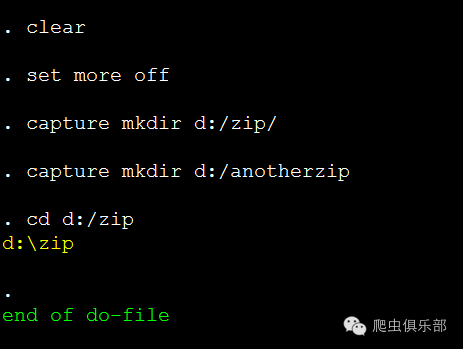 . clear
. set more off
. capture mkdir d:/zip/
. capture mkdir d:/anotherzip
. cd d:/zip
d:\zip
.
end of do-file
爬虫俱乐部